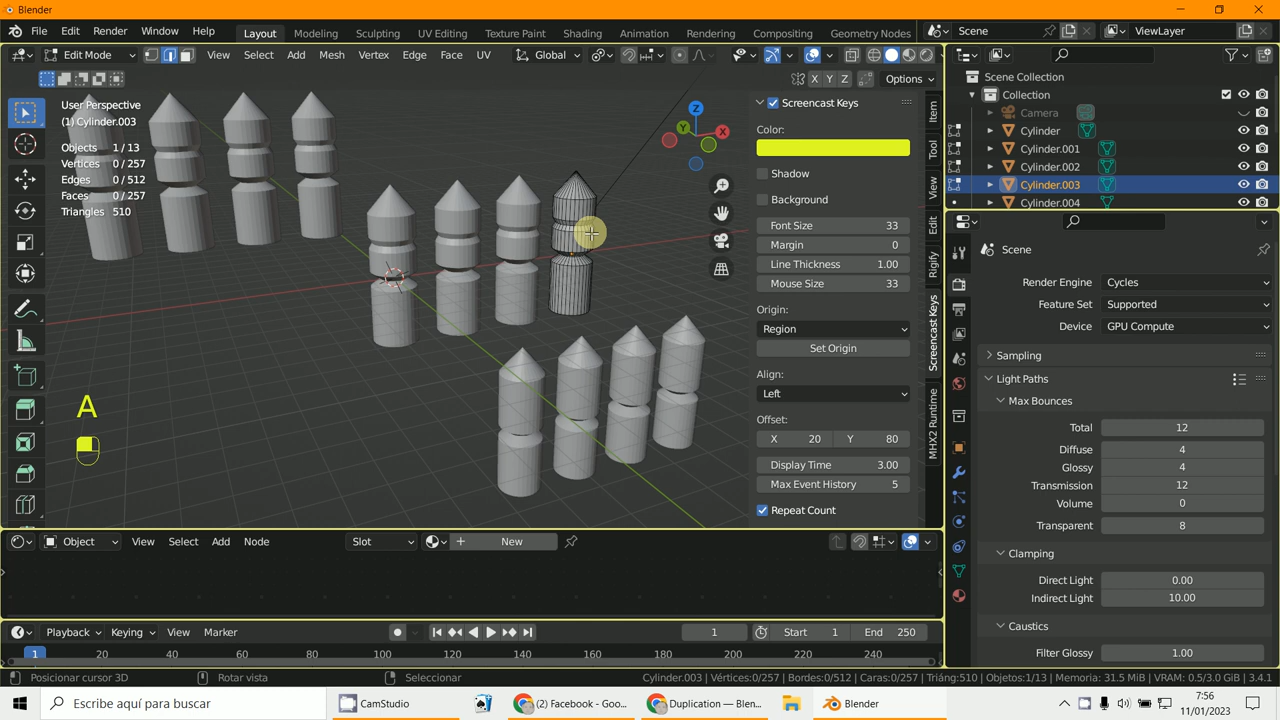 Blender
File Edit Render Window Help Layout Modeling Sculpting UV Editing Texture Paint Shading Animation Rendering Compositing Geometry Nodes Scene ViewLayer
Edit Mode View Select Add Mesh Vertex Edge Face UV Global
X Y Z Options
User Perspective
(1) Cylinder.003
Objects 1 / 13
Vertices 0 / 257
Edges 0 / 512
Faces 0 / 257
Triangles 510
A
Z
X
Y
Screencast Keys
Color:
Shadow
Background
Font Size 33
Margin 0
Line Thickness 1.00
Mouse Size 33
Origin:
Region
Set Origin
Align:
Left
Offset:
X 20 Y 80
Display Time 3.00
Max Event History 5
Repeat Count
Item
Tool
View
Edit
Rigify
Screencast Keys
MHX2 Runtime
Scene Collection
Collection
Camera
Cylinder
Cylinder.001
Cylinder.002
Cylinder.003
Cylinder.004
Scene
Render Engine Cycles
Feature Set Supported
Device GPU Compute
Sampling
Light Paths
Max Bounces
Total 12
Diffuse 4
Glossy 4
Transmission 12
Volume 0
Transparent 8
Clamping
Direct Light 0.00
Indirect Light 10.00
Caustics
Filter Glossy 1.00
Object View Select Add Node Slot New
Playback Keying View Marker 1 Start 1 End 250
1 20 40 60 80 100 120 140 160 180 200 220 240
Posicionar cursor 3D Rotar vista Seleccionar Cylinder.003 | Vértices:0/257 | Bordes:0/512 | Caras:0/257 | Triáng:510 | Objetos:1/13 | Memoria: 31.5 MiB | VRAM: 0.5/3.0 GiB | 3.4.1
Escribe aquí para buscar CamStudio (2) Facebook - Goo... Duplication — Blen... Blender
7:56
11/01/2023